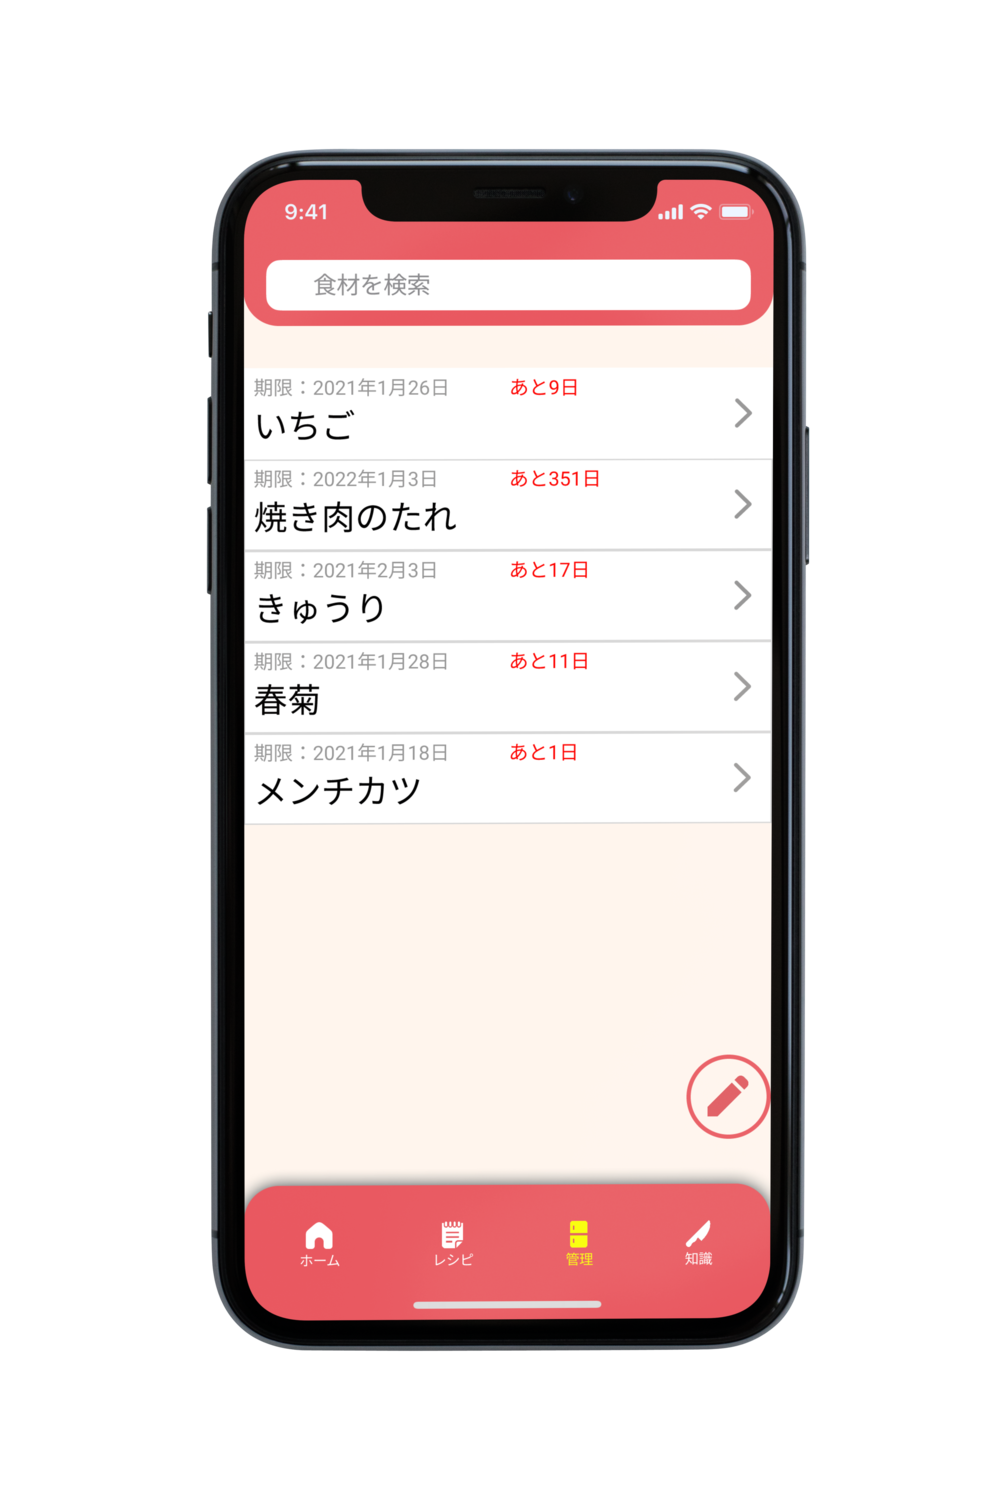 9:41
食材を検索
期限：2021年1月26日 あと9日
いちご
期限：2022年1月3日 あと351日
焼き肉のたれ
期限：2021年2月3日 あと17日
きゅうり
期限：2021年1月28日 あと11日
春菊
期限：2021年1月18日 あと1日
メンチカツ
ホーム レシピ 管理 知識